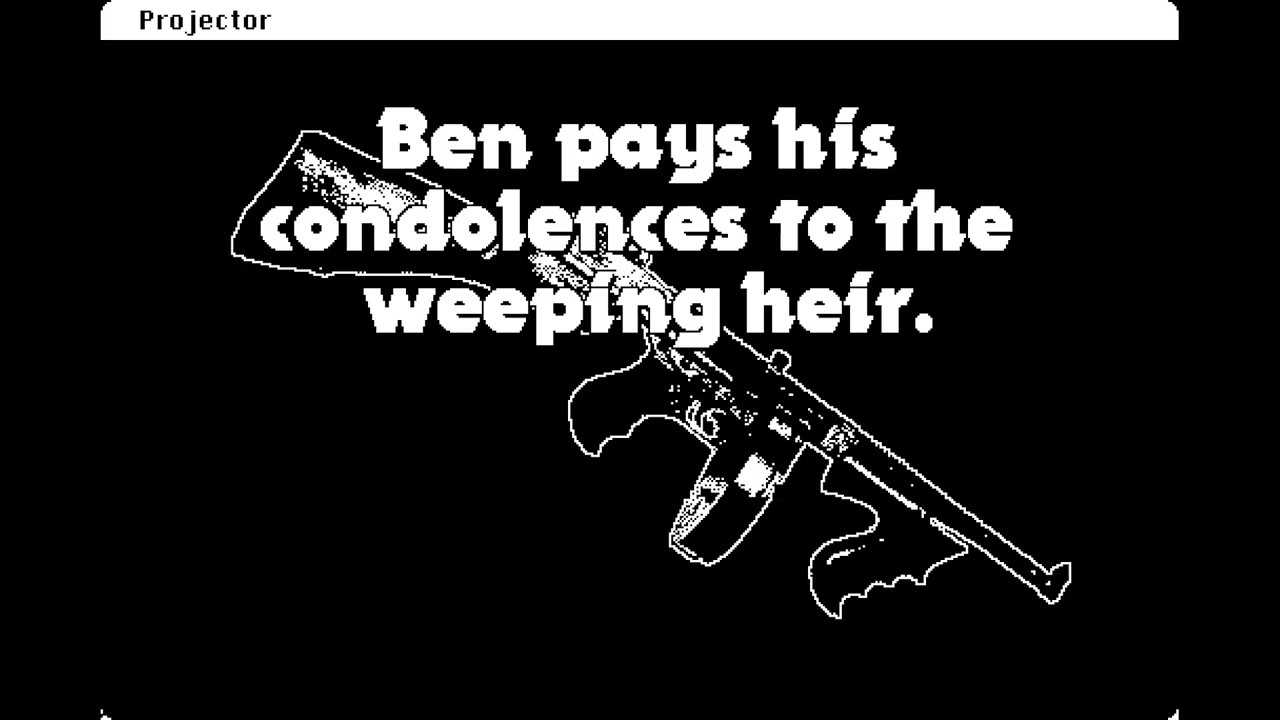 Projector
Ben pays his
condolences to the
weeping heir.